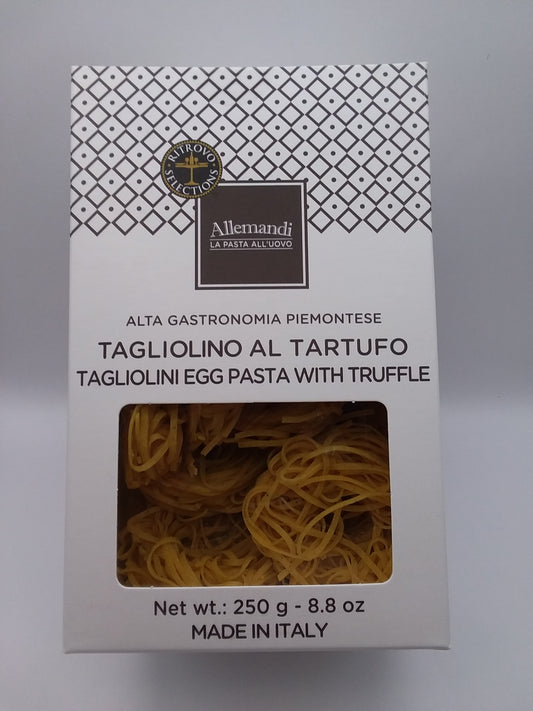 RITROVO
SELECTIONS
Allemandi
LA PASTA ALL'UOVO
ALTA GASTRONOMIA PIEMONTESE
TAGLIOLINO AL TARTUFO
TAGLIOLINI EGG PASTA WITH TRUFFLE
Net wt.: 250 g - 8.8 oz
MADE IN ITALY